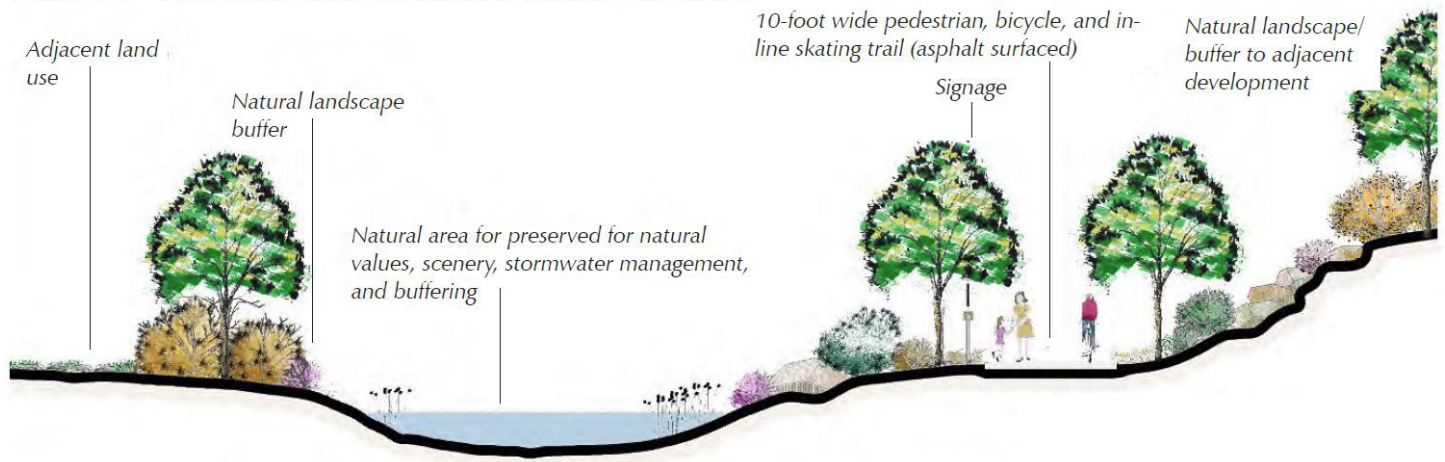 Adjacent land
use
Natural landscape
buffer
Natural area for preserved for natural
values, scenery, stormwater management,
and buffering
10-foot wide pedestrian, bicycle, and in-
line skating trail (asphalt surfaced)
Signage
Natural landscape/
buffer to adjacent
development